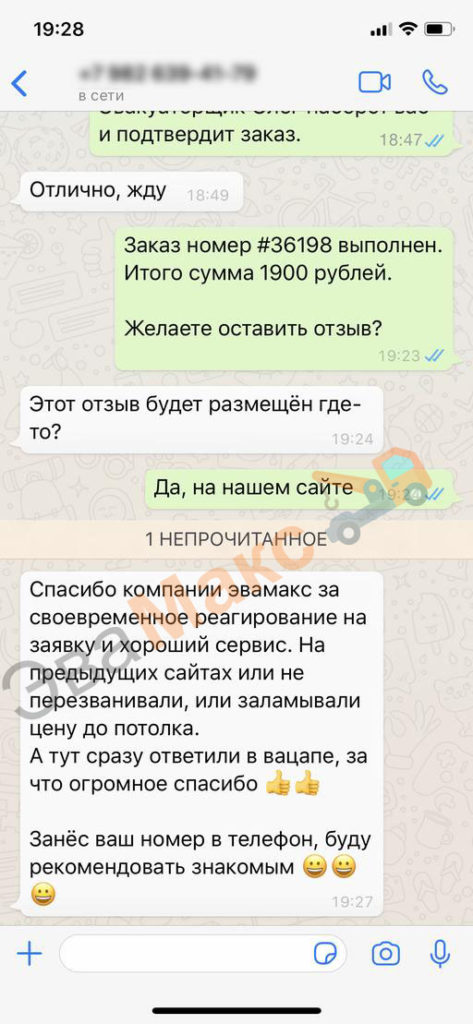 19:28
в сети
и подтвердит заказ.
18:47
Отлично, жду
18:49
Заказ номер #36198 выполнен.
Итого сумма 1900 рублей.
Желаете оставить отзыв?
19:23
Этот отзыв будет размещён где-
то?
19:24
Да, на нашем сайте
19:24
1 НЕПРОЧИТАННОЕ
Спасибо компании эвамакс за
своевременное реагирование на
заявку и хороший сервис. На
предыдущих сайтах или не
перезванивали, или заламывали
цену до потолка.
А тут сразу ответили в вацапе, за
что огромное спасибо 👍👍
Занёс ваш номер в телефон, буду
рекомендовать знакомым 😀😀
😀
19:27
ЭваМакс